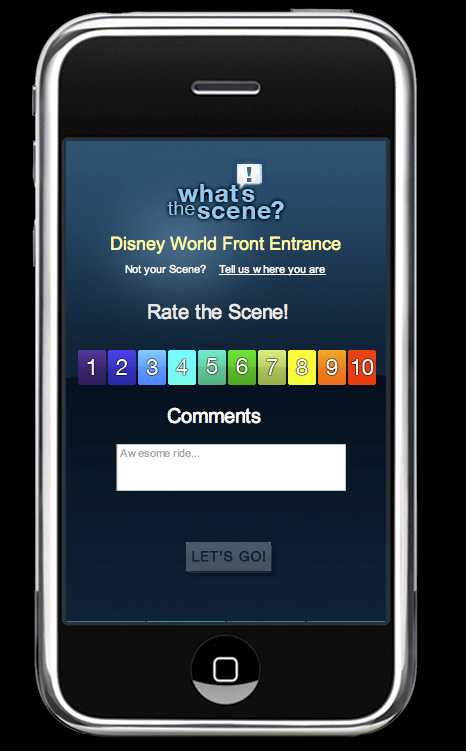 what's
the scene?
Disney World Front Entrance
Not your Scene? Tell us where you are
Rate the Scene!
1 2 3 4 5 6 7 8 9 10
Comments
Awesome ride...
LET'S GO!